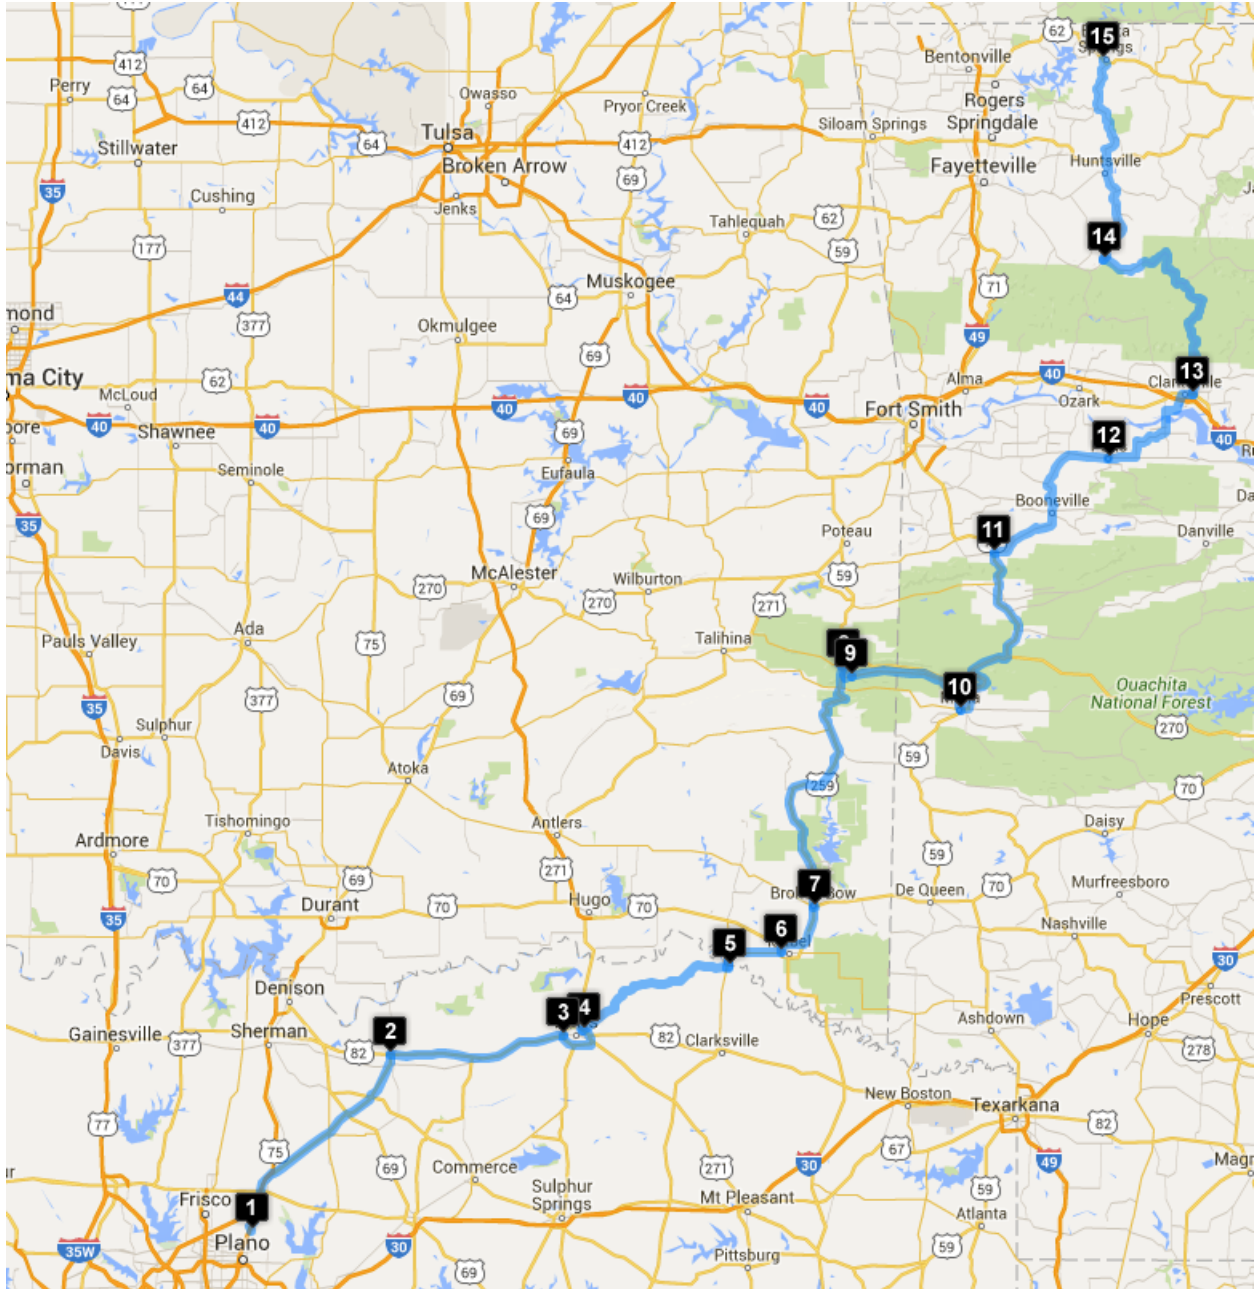 15
62
Bentonville
Perry
412
64
64
412
Owasso
Pryor Creek
Rogers
Springdale
Siloam Springs
Tulsa
64
412
Stillwater
Broken Arrow
Huntsville
Fayetteville
35
69
Cushing
Jenks
Tahlequah
62
177
59
14
Muskogee
71
44
64
377
Okmulgee
49
69
mond
ma City
62
40
13
McLoud
40
40
40
Alma
Ozark
Fort Smith
40
40
Shawnee
69
12
40
orman
Seminole
Eufaula
Booneville
35
69
Poteau
11
Danville
McAlester
59
270
Wilburton
270
271
Ada
75
Talihina
Pauls Valley
9
10
377
69
Ouachita
National Forest
35
Sulphur
270
Davis
59
Atoka
259
70
Tishomingo
Antlers
Daisy
Ardmore
59
70
69
271
7
70
Murfreesboro
De Queen
Durant
70
Hugo
70
35
6
Nashville
5
30
Denison
Prescott
3
4
2
Gainesville
377
Sherman
82
82
Clarksville
Ashdown
Hope
278
New Boston
Texarkana
77
82
75
67
69
Commerce
271
30
49
Frisco
1
Sulphur
Springs
Mt Pleasant
59
Atlanta
Plano
35W
30
59
Pittsburg
69